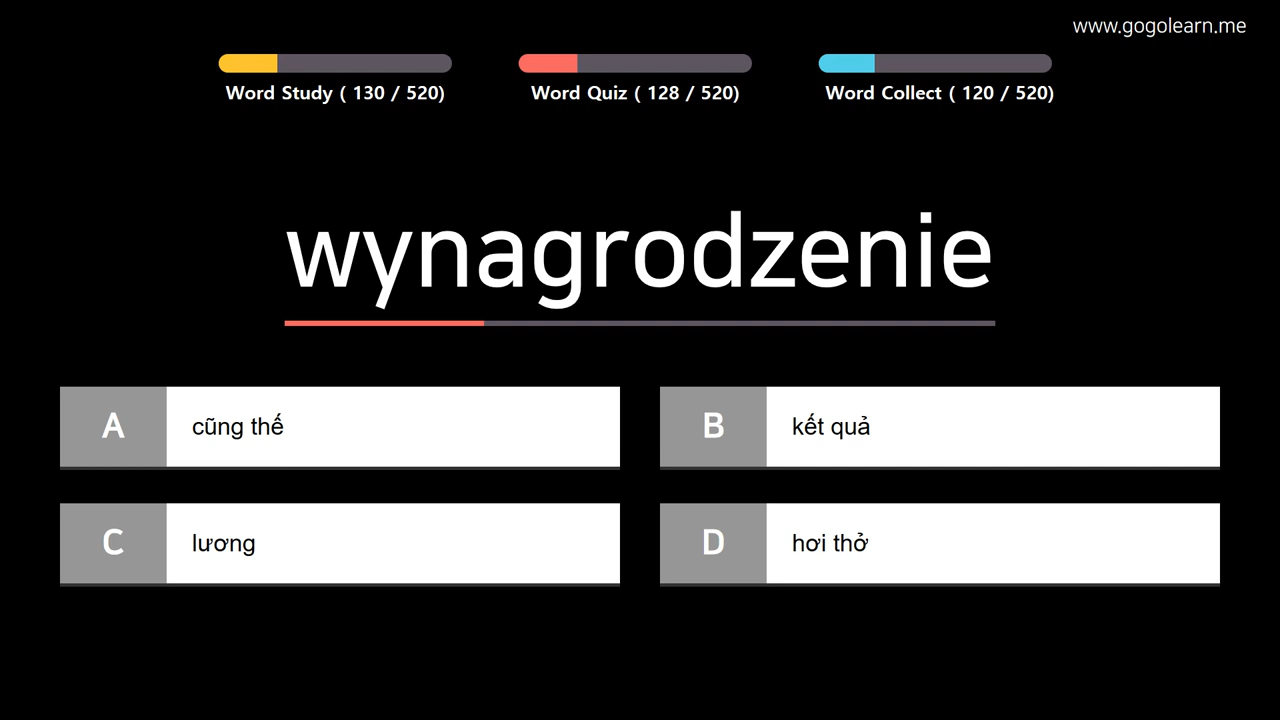 www.gogolearn.me
Word Study ( 130 / 520)
Word Quiz ( 128 / 520)
Word Collect ( 120 / 520)
wynagrodzenie
A
cũng thế
B
kết quả
C
lương
D
hơi thở